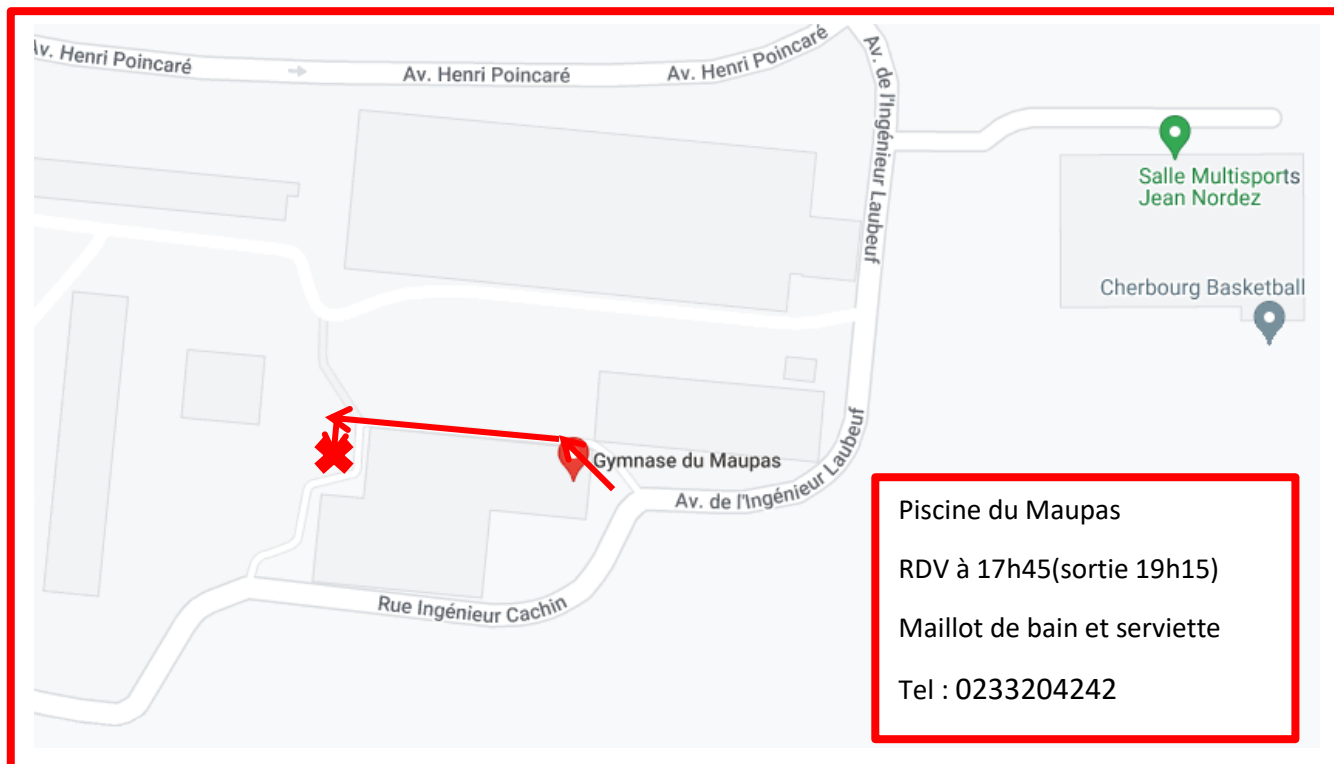 Av. Henri Poincaré
Av. Henri Poincaré
Av. Henri Poincaré
Av. de l'Ingénieur Laubeuf
Salle Multisports
Jean Nordez
Cherbourg Basketball
Gymnase du Maupas
Av. de l'Ingénieur Laubeuf
Rue Ingénieur Cachin
Piscine du Maupas
RDV à 17h45(sortie 19h15)
Maillot de bain et serviette
Tel : 0233204242